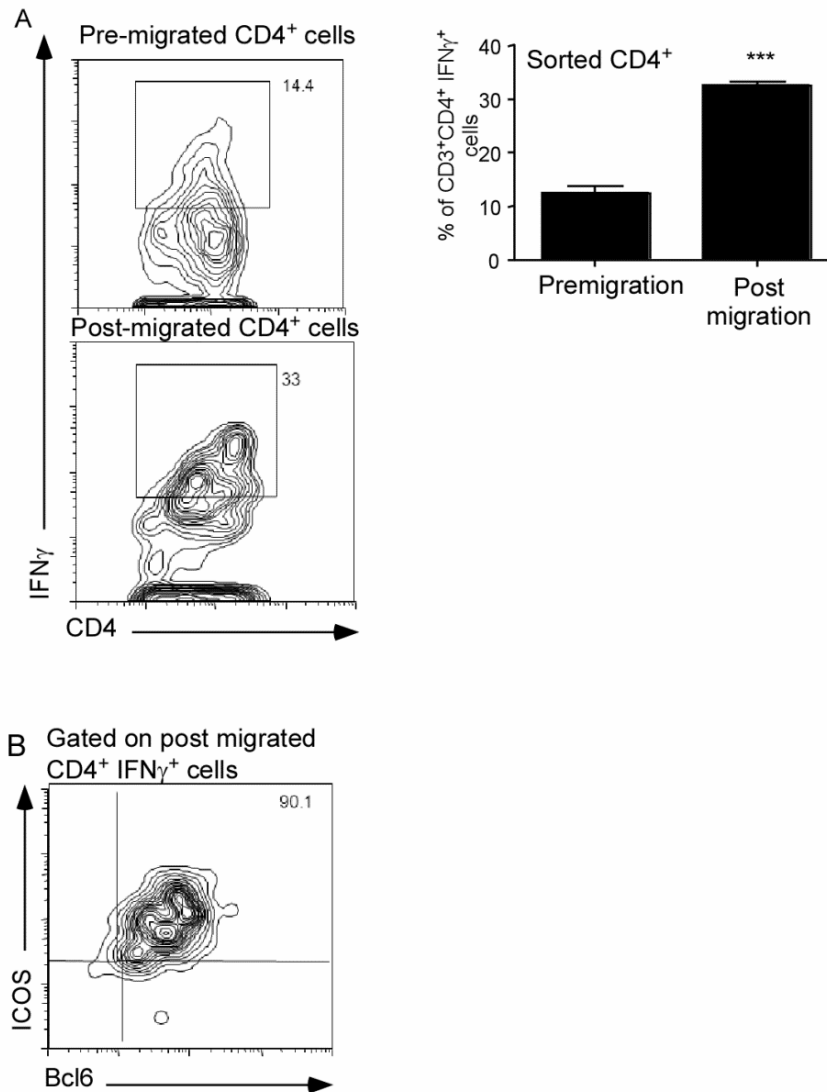 A
Pre-migrated CD4⁺ cells
14.4
Post-migrated CD4⁺ cells
33
IFNγ
CD4
% of CD3⁺CD4⁺ IFNγ⁺
cells
40
30
20
10
0
Sorted CD4⁺
***
Premigration
Post
migration
B
Gated on post migrated
CD4⁺ IFNγ⁺ cells
90.1
ICOS
Bcl6